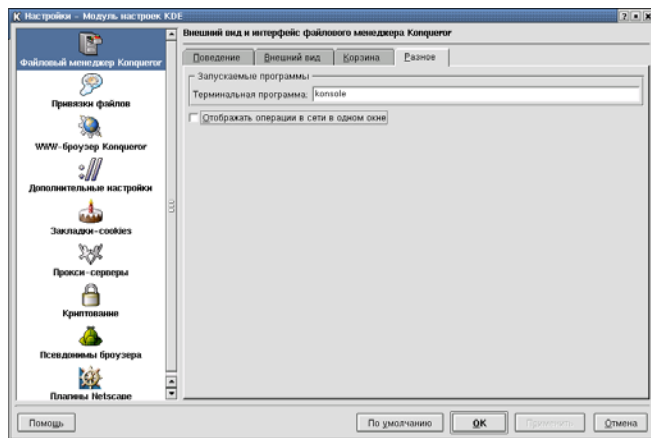 Настройки - Модуль настроек KDE
Файловый менеджер Konqueror
Привязки файлов
WWW-броузер Konqueror
Дополнительные настройки
Закладки-cookies
Прокси-серверы
Криптование
Псевдонимы броузера
Плагины Netscape
Внешний вид и интерфейс файлового менеджера Konqueror
Поведение Внешний вид Корзина Разное
Запускаемые программы
Терминальная программа: konsole
Отображать операции в сети в одном окне
Помощь По умолчанию OK Применить Отмена